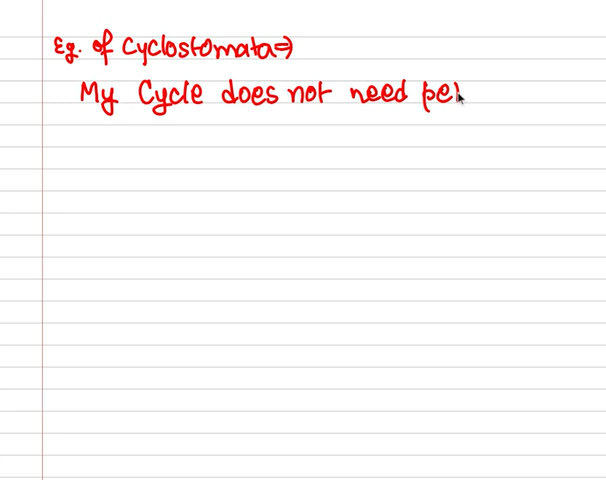 Eg. of Cyclostomata⇒
My Cycle does not need pe